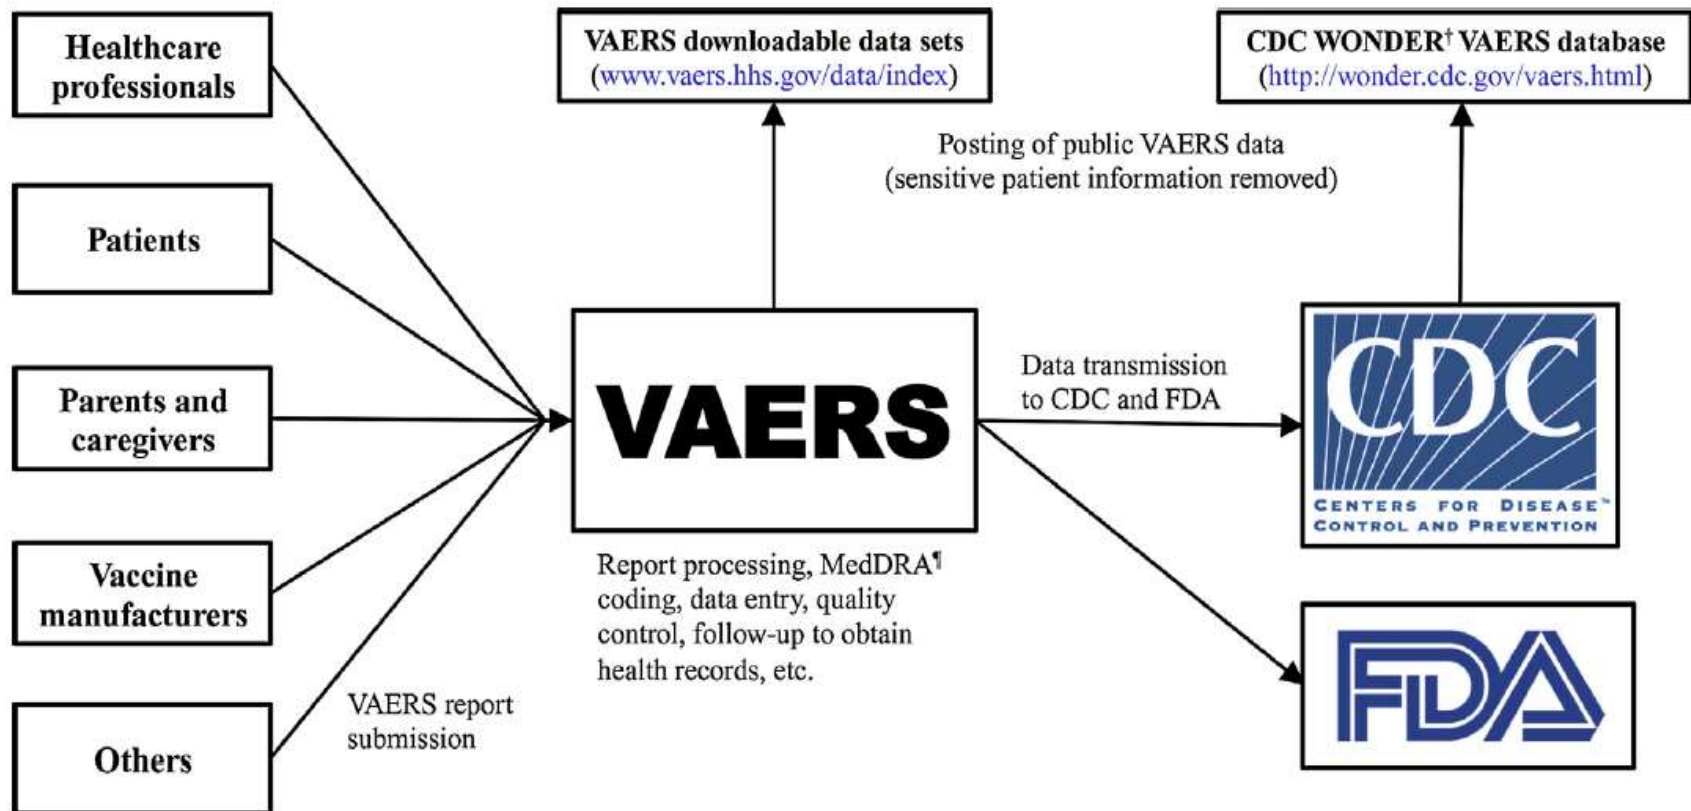 Healthcare
professionals
Patients
Parents and
caregivers
Vaccine
manufacturers
Others
VAERS report
submission
VAERS downloadable data sets
(www.vaers.hhs.gov/data/index)
CDC WONDER† VAERS database
(http://wonder.cdc.gov/vaers.html)
Posting of public VAERS data
(sensitive patient information removed)
VAERS
Report processing, MedDRA¶
coding, data entry, quality
control, follow-up to obtain
health records, etc.
Data transmission
to CDC and FDA
CDC
CENTERS FOR DISEASE™
CONTROL AND PREVENTION
FDA